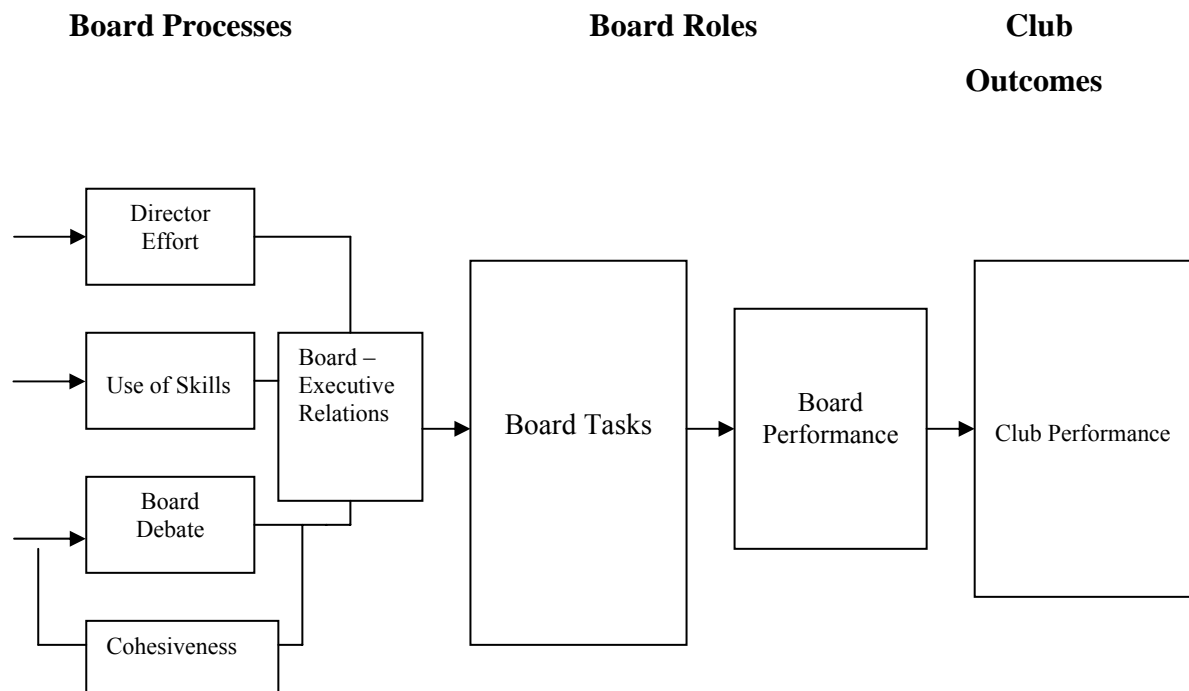 Board Processes
Board Roles
Club
Outcomes
Director
Effort
Use of Skills
Board –
Executive
Relations
Board
Debate
Cohesiveness
Board Tasks
Board
Performance
Club Performance